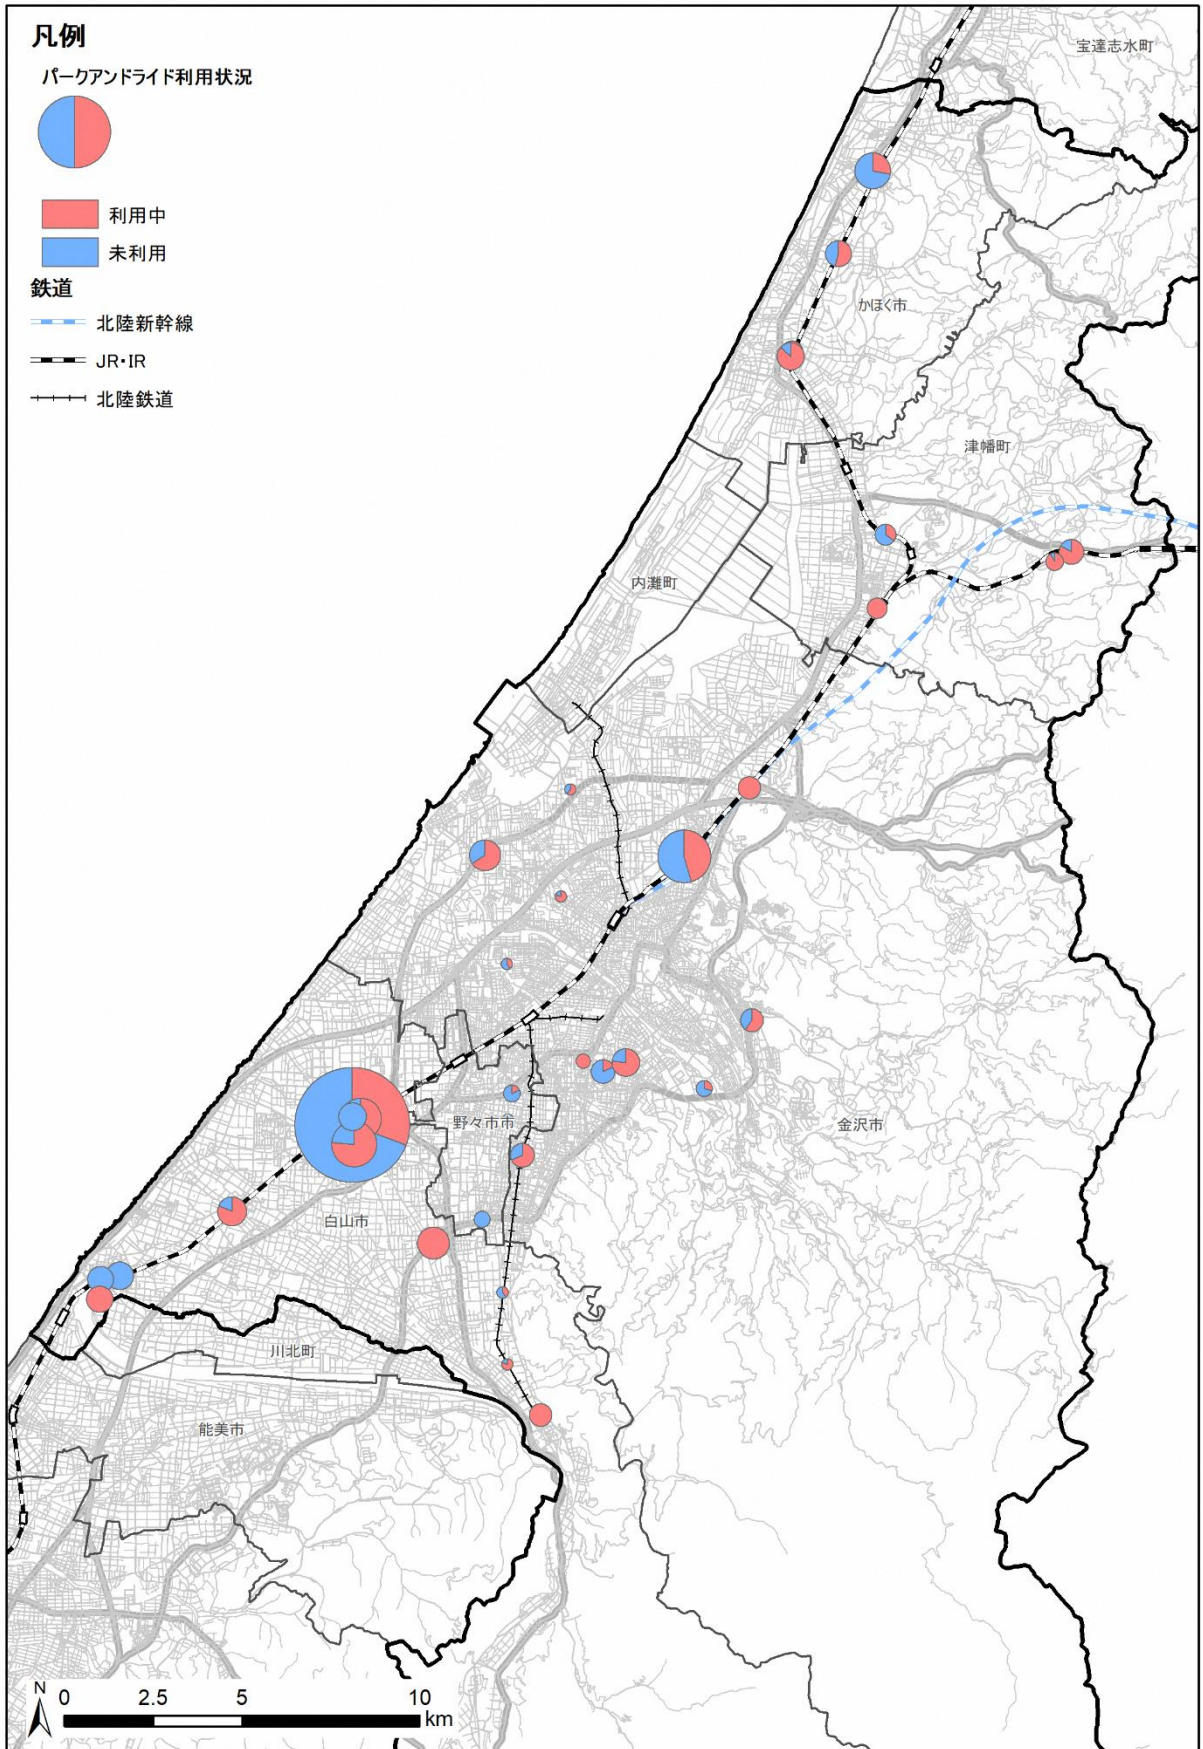 凡例
パークアンドライド利用状況
利用中
未利用
鉄道
北陸新幹線
JR・IR
北陸鉄道
宝達志水町
かほく市
津幡町
内灘町
金沢市
野々市市
白山市
川北町
能美市
N
0 2.5 5 10
km